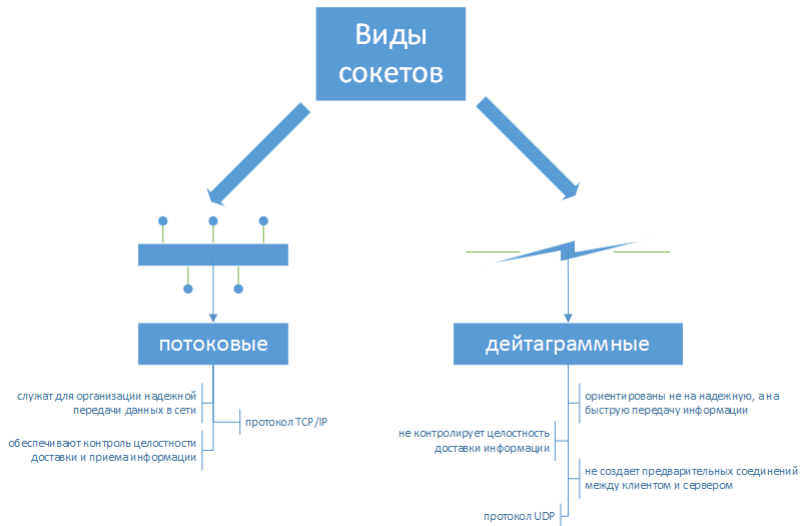 Виды
сокетов
потоковые
служат для организации надежной
передачи данных в сети
протокол TCP/IP
обеспечивают контроль целостности
доставки и приема информации
дейтаграммные
ориентированы не на надежную, а на
быструю передачу информации
не контролирует целостность
доставки информации
не создает предварительных соединений
между клиентом и сервером
протокол UDP